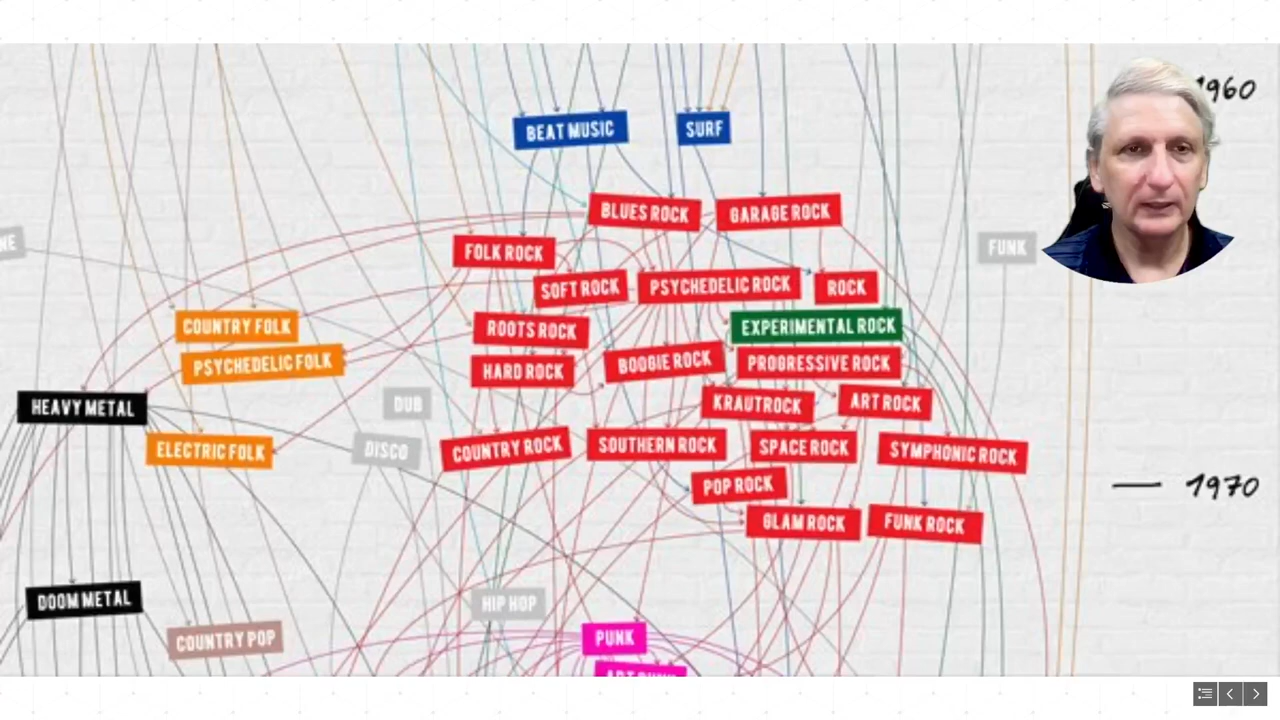 1960
BEAT MUSIC
SURF
BLUES ROCK
GARAGE ROCK
FOLK ROCK
FUNK
SOFT ROCK
PSYCHEDELIC ROCK
ROCK
COUNTRY FOLK
ROOTS ROCK
EXPERIMENTAL ROCK
PSYCHEDELIC FOLK
HARD ROCK
BOOGIE ROCK
PROGRESSIVE ROCK
HEAVY METAL
DUB
KRAUTROCK
ART ROCK
ELECTRIC FOLK
DISCO
COUNTRY ROCK
SOUTHERN ROCK
SPACE ROCK
SYMPHONIC ROCK
POP ROCK
1970
GLAM ROCK
FUNK ROCK
DOOM METAL
HIP HOP
COUNTRY POP
PUNK